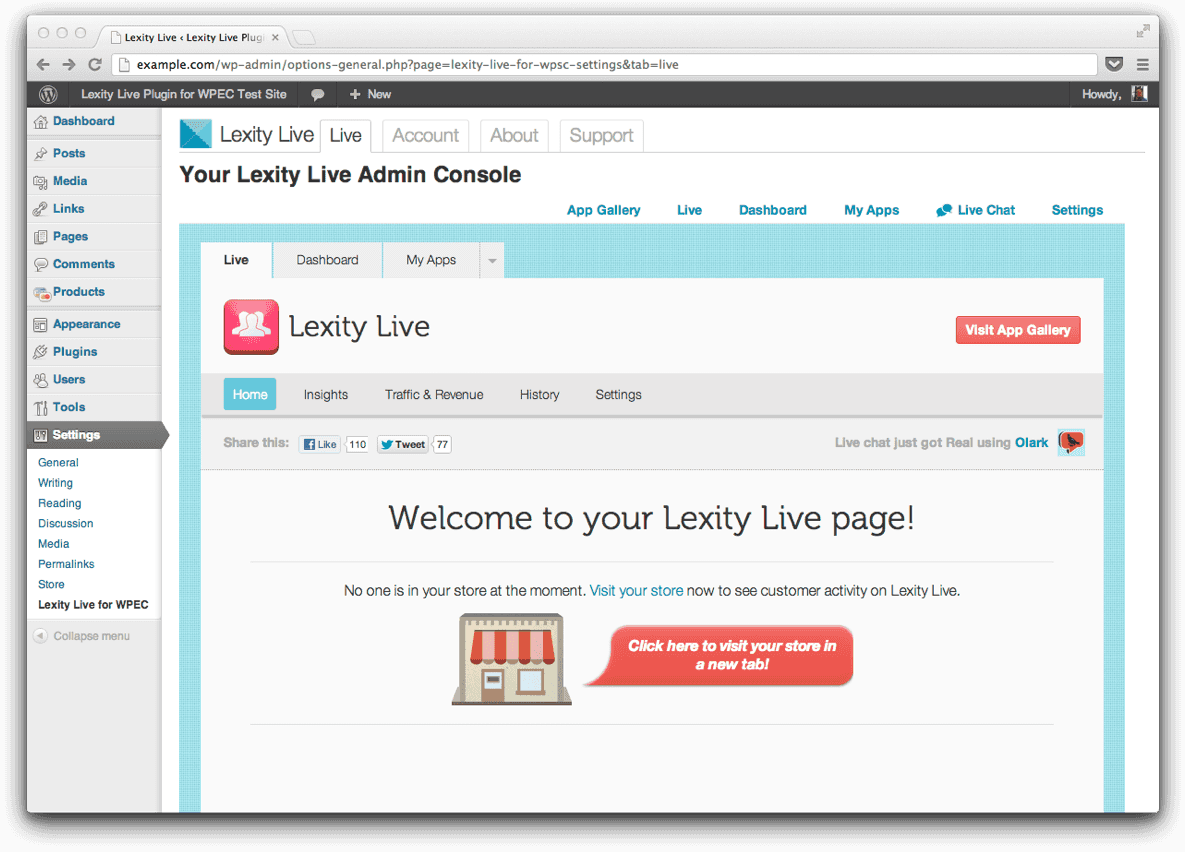 Lexity Live ‹ Lexity Live Plug
example.com/wp-admin/options-general.php?page=lexity-live-for-wpsc-settings&tab=live
Lexity Live Plugin for WPEC Test Site + New Howdy,
Dashboard
Posts
Media
Links
Pages
Comments
Products
Appearance
Plugins
Users
Tools
Settings
General
Writing
Reading
Discussion
Media
Permalinks
Store
Lexity Live for WPEC
Collapse menu
Lexity Live Live Account About Support
Your Lexity Live Admin Console
App Gallery Live Dashboard My Apps Live Chat Settings
Live Dashboard My Apps
Lexity Live
Visit App Gallery
Home Insights Traffic & Revenue History Settings
Share this: Like 110 Tweet 77 Live chat just got Real using Olark
Welcome to your Lexity Live page!
No one is in your store at the moment. Visit your store now to see customer activity on Lexity Live.
Click here to visit your store in
a new tab!